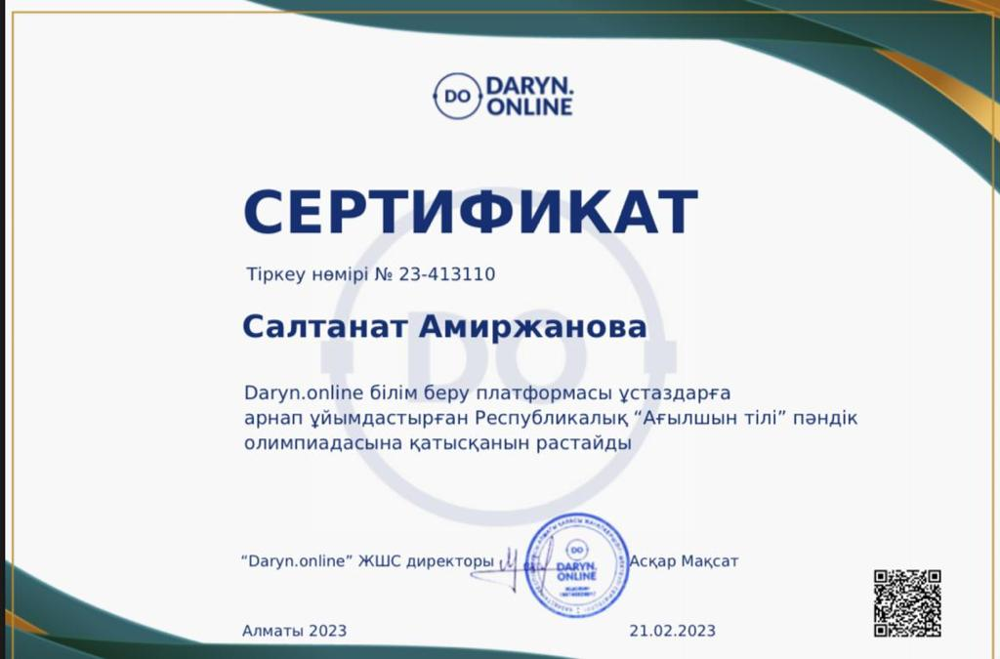 DO DARYN.
ONLINE
СЕРТИФИКАТ
Тіркеу нөмірі № 23-413110
Салтанат Амиржанова
DO
Daryn.online білім беру платформасы ұстаздарға
арнап ұйымдастырған Республикалық “Ағылшын тілі” пәндік
олимпиадасына қатысқанын растайды
“Daryn.online” ЖШС директоры
DO
DARYN.
ONLINE
Асқар Мақсат
Алматы 2023
21.02.2023